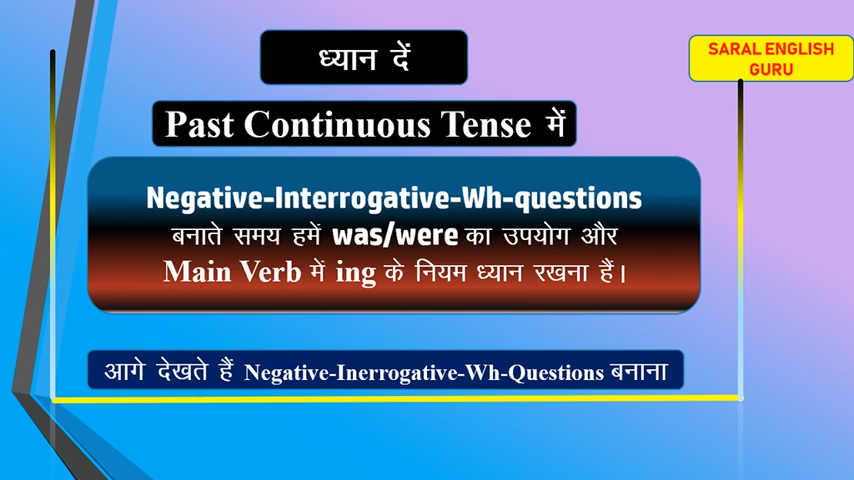 ध्यान दें
SARAL ENGLISH
GURU
Past Continuous Tense में
Negative-Interrogative-Wh-questions
बनाते समय हमें was/were का उपयोग और
Main Verb में ing के नियम ध्यान रखना हैं।
आगे देखते हैं Negative-Inerrogative-Wh-Questions बनाना